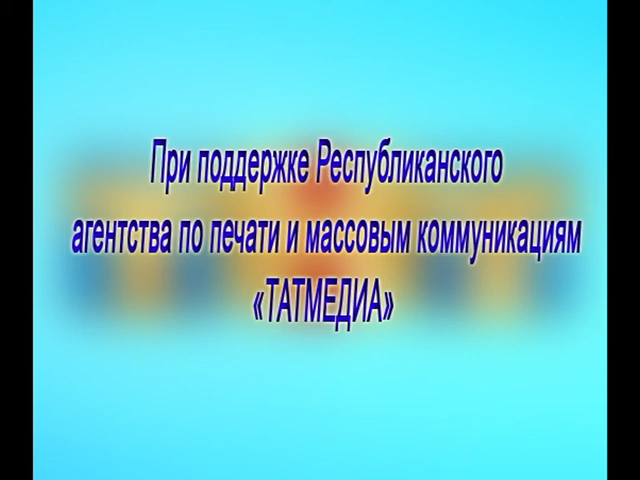 При поддержке Республиканского
агентства по печати и массовым коммуникациям
«ТАТМЕДИА»